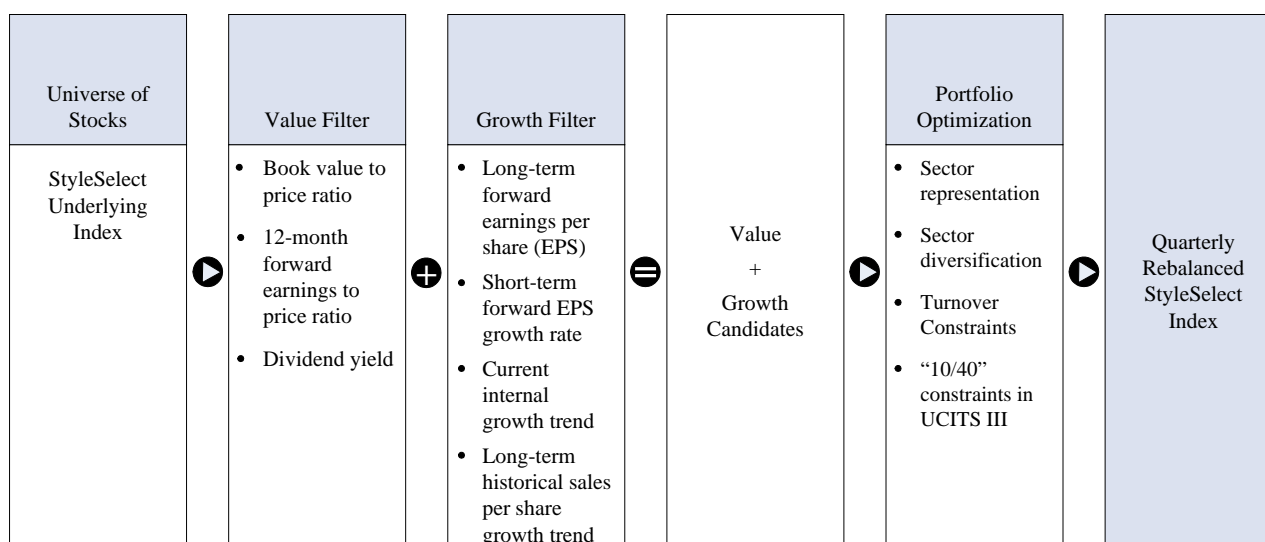 Universe of
Stocks
StyleSelect
Underlying
Index
Value Filter
• Book value to
price ratio
• 12-month
forward
earnings to
price ratio
• Dividend yield
+
Growth Filter
• Long-term
forward
earnings per
share (EPS)
• Short-term
forward EPS
growth rate
• Current
internal
growth trend
• Long-term
historical sales
per share
growth trend
=
Value
+
Growth
Candidates
Portfolio
Optimization
• Sector
representation
• Sector
diversification
• Turnover
Constraints
• “10/40”
constraints in
UCITS III
Quarterly
Rebalanced
StyleSelect
Index